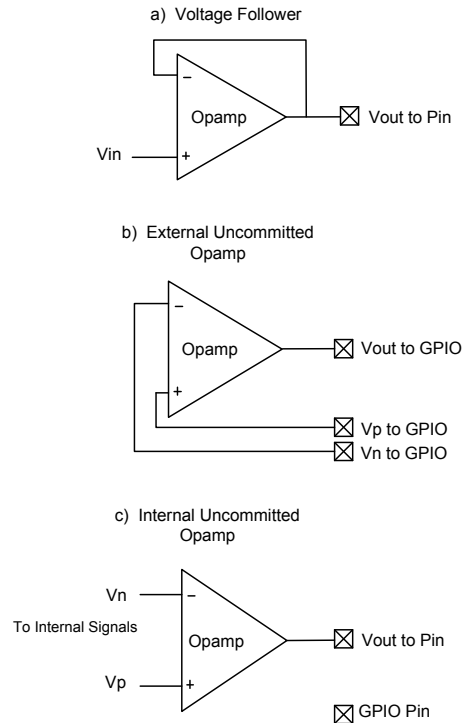 a) Voltage Follower
−
Opamp
Vout to Pin
Vin
+
b) External Uncommitted
Opamp
−
Opamp
Vout to GPIO
+
Vp to GPIO
Vn to GPIO
c) Internal Uncommitted
Opamp
Vn
−
To Internal Signals
Opamp
Vout to Pin
Vp
+
GPIO Pin